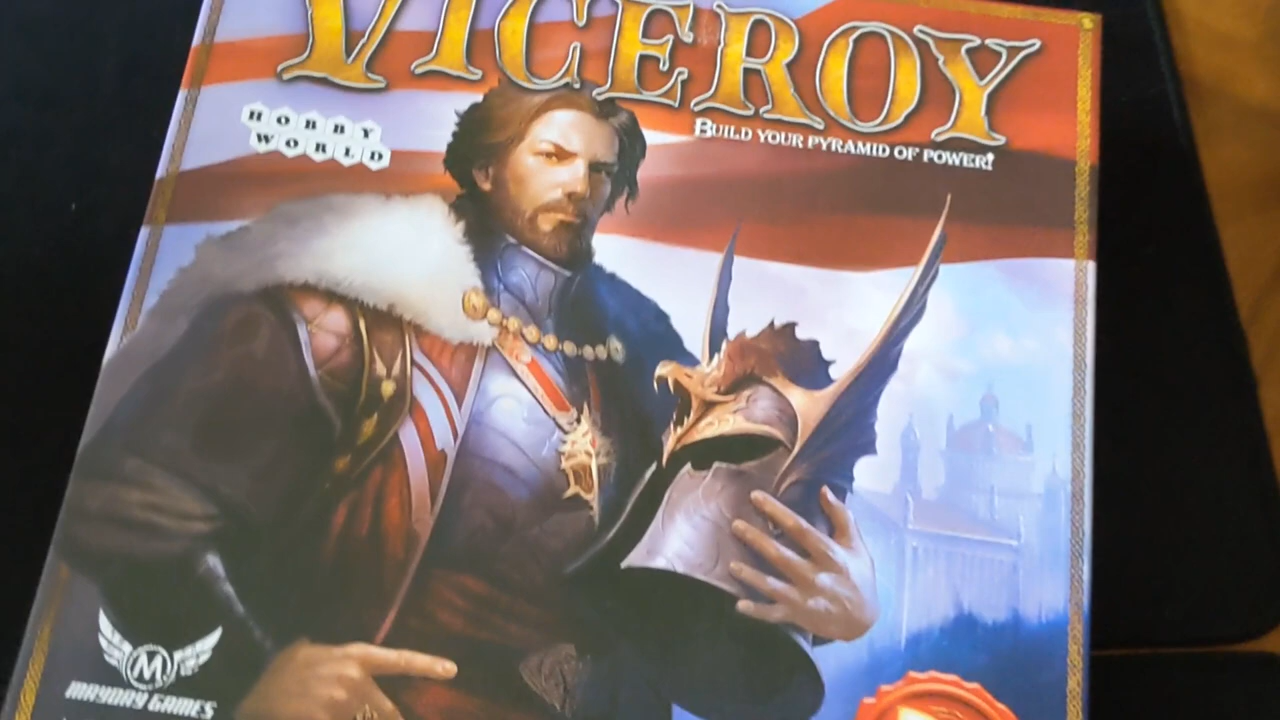 VICEROY
BUILD YOUR PYRAMID OF POWER!
HOBBY
WORLD
M
MAYDAY GAMES